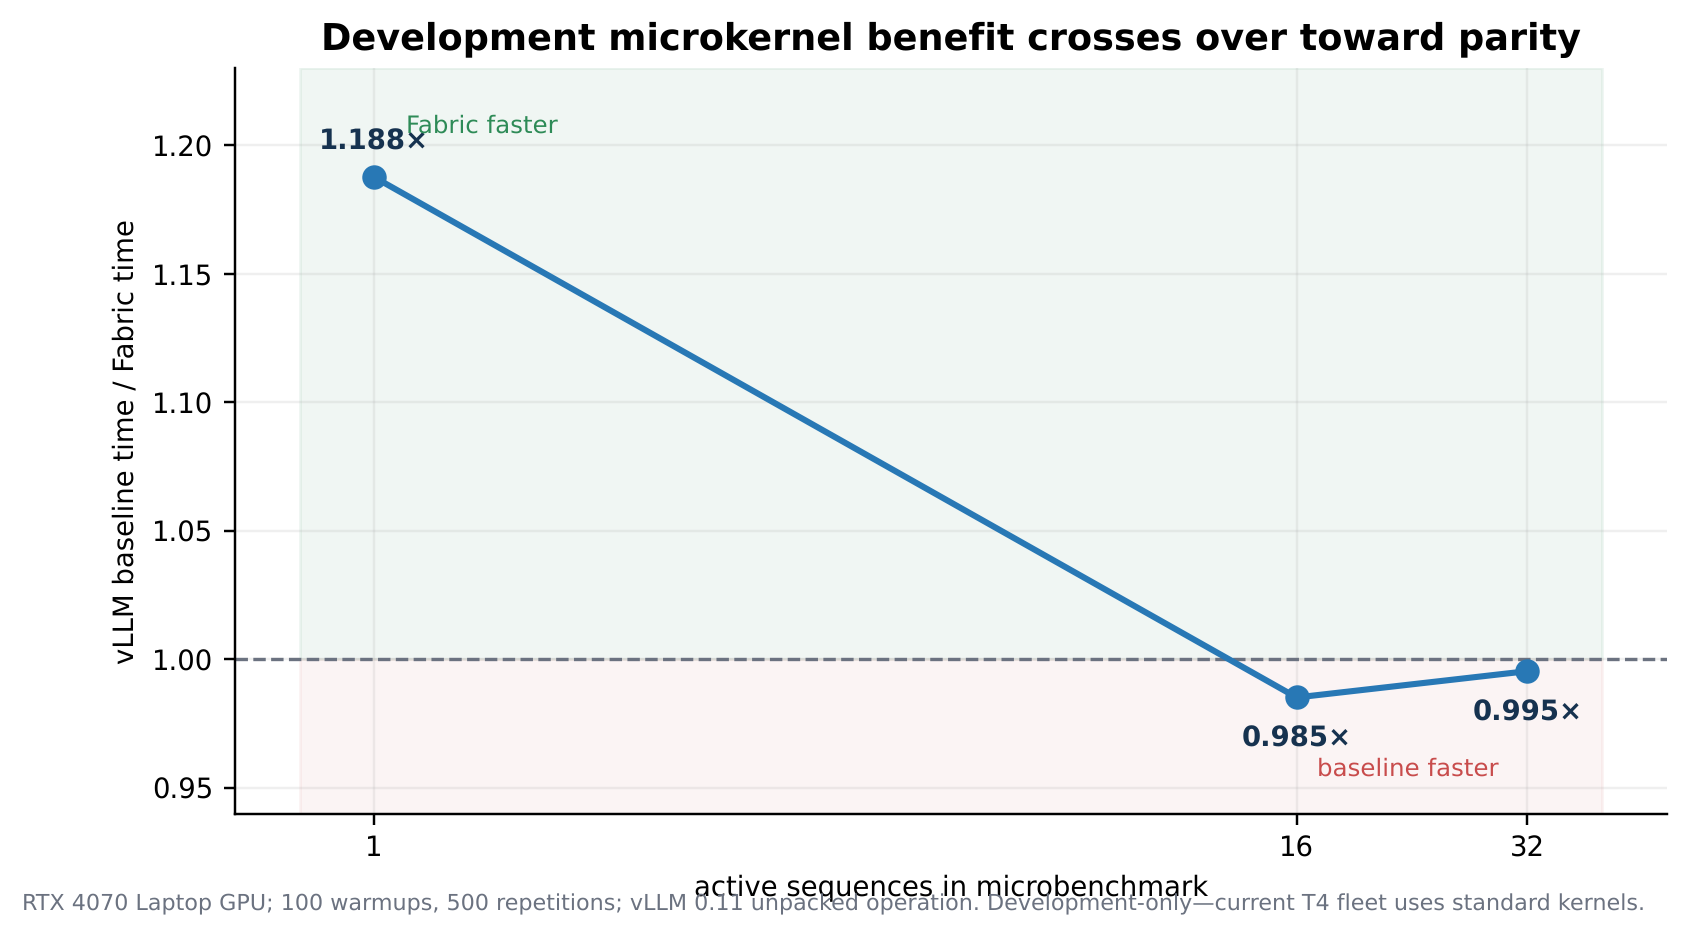 Development microkernel benefit crosses over toward parity
vLLM baseline time / Fabric time
1.20
1.15
1.10
1.05
1.00
0.95
Fabric faster
1.188×
0.985×
0.995×
baseline faster
1
16
32
active sequences in microbenchmark
RTX 4070 Laptop GPU; 100 warmups, 500 repetitions; vLLM 0.11 unpacked operation. Development-only—current T4 fleet uses standard kernels.